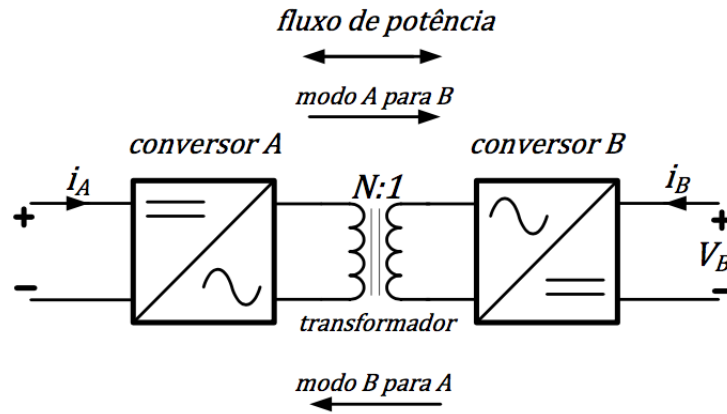 fluxo de potência
modo A para B
conversor A
conversor B
i_A
N:1
i_B
+
+
V_B
−
−
transformador
modo B para A